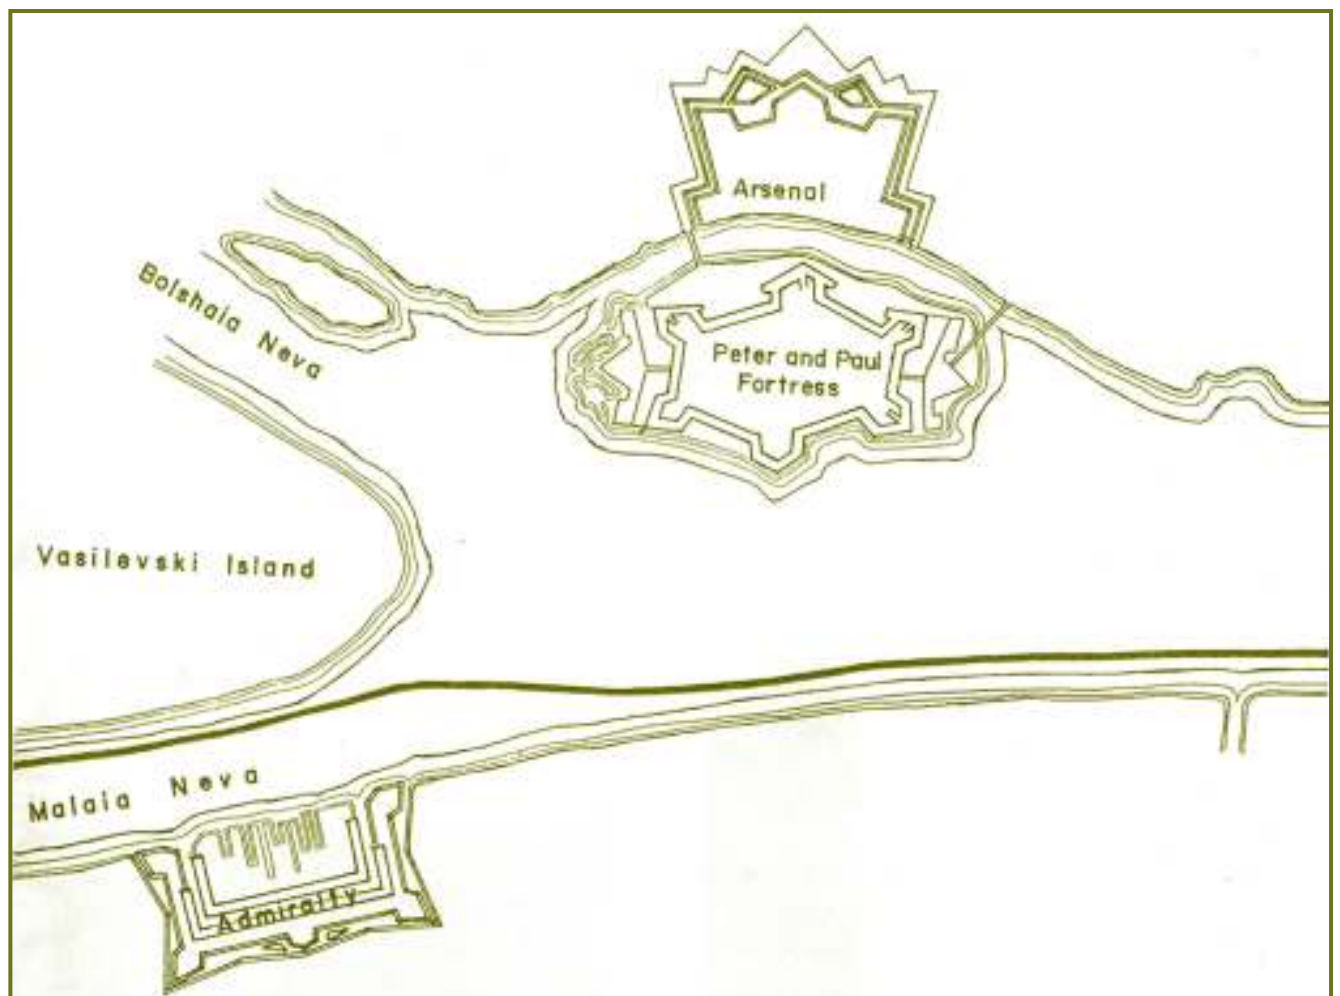 Arsenal
Bolshaia Neva
Peter and Paul
Fortress
Vasilevski Island
Malaia Neva
Admiralty